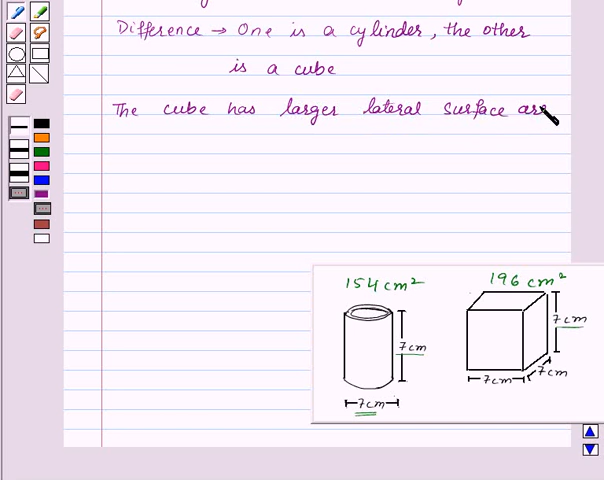 Difference → One is a cylinder, the other
is a cube
The cube has larger lateral surface are
154 cm²
196 cm²
7cm
7cm
7cm
7cm
7cm